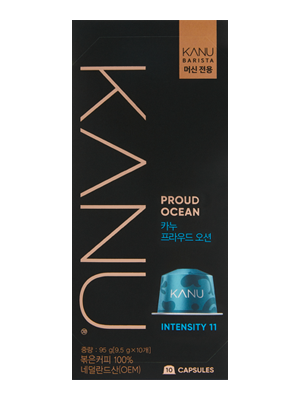 KANU
BARISTA
머신 전용
KANU®
PROUD
OCEAN
카누
프라우드 오션
KANU
INTENSITY 11
중량 : 95 g[9.5 g×10개]
볶은커피 100%
네덜란드산(OEM)
10 CAPSULES